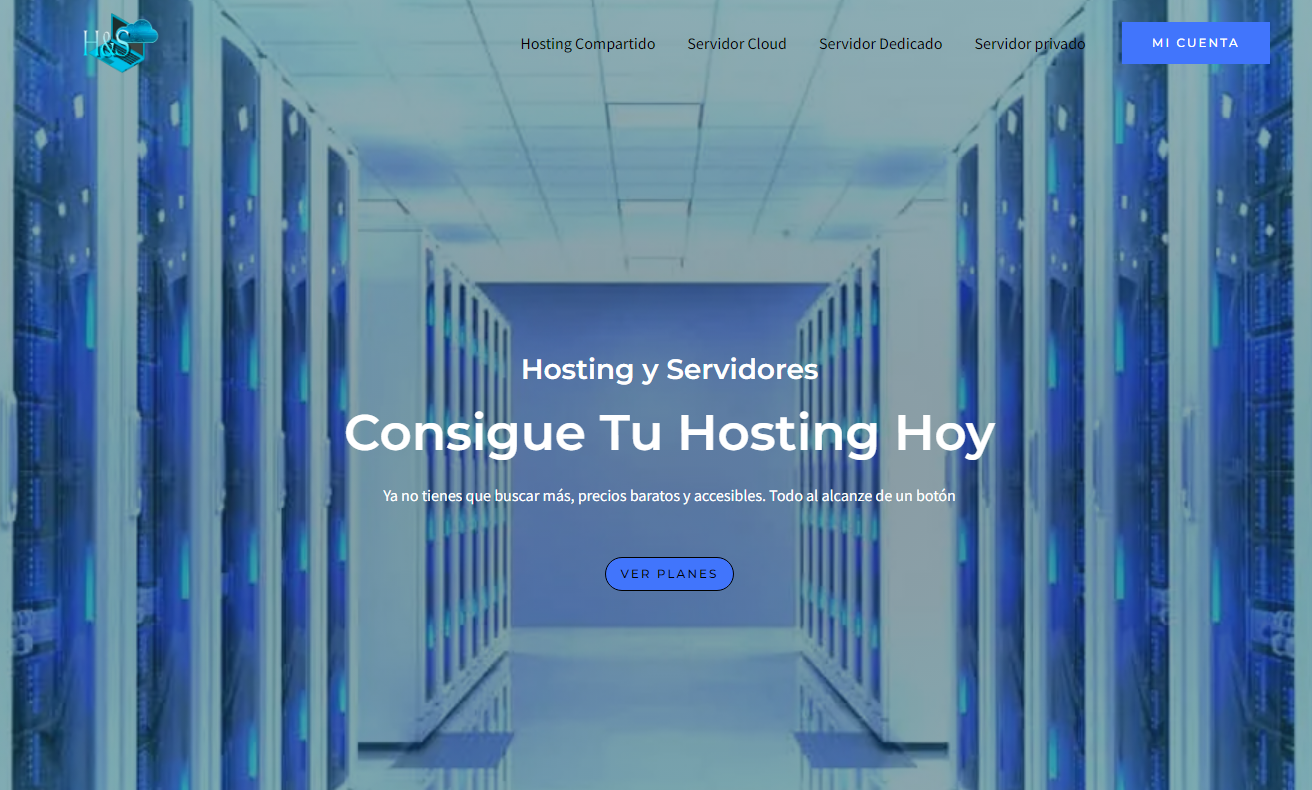 H&S
Hosting Compartido Servidor Cloud Servidor Dedicado Servidor privado MI CUENTA
Hosting y Servidores
Consigue Tu Hosting Hoy
Ya no tienes que buscar más, precios baratos y accesibles. Todo al alcanze de un botón
VER PLANES